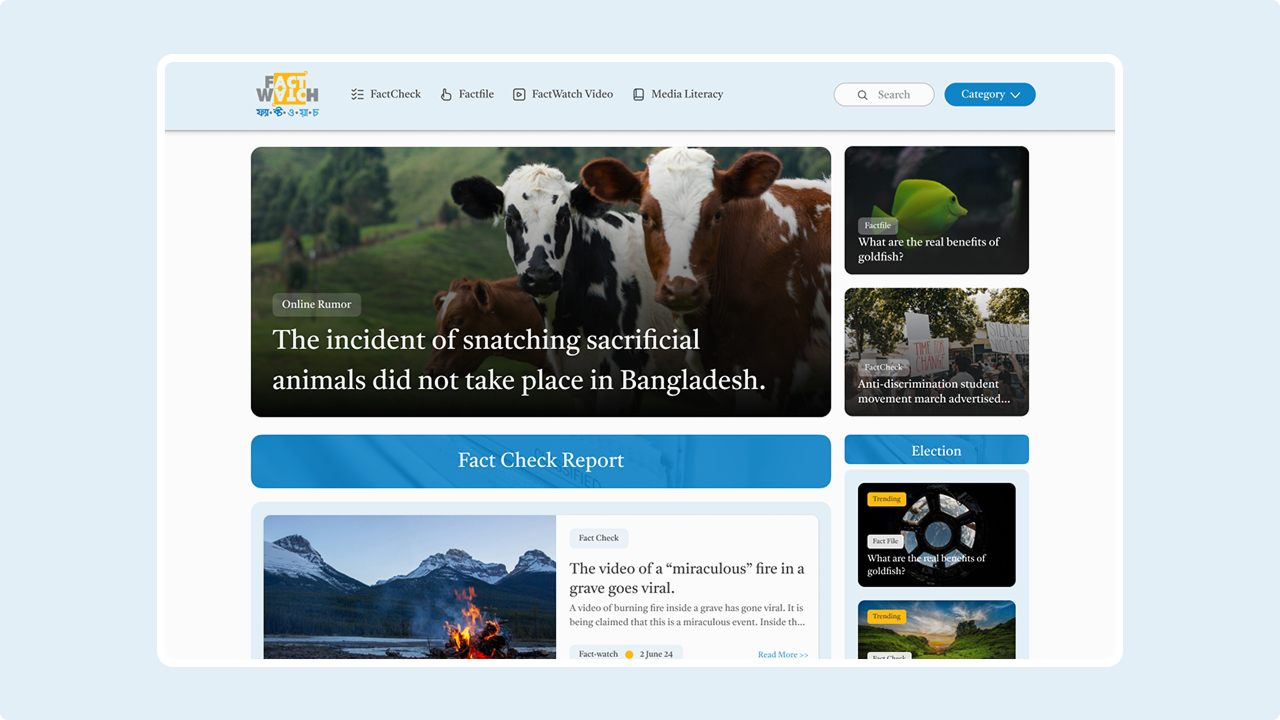 FACT
WATCH
ফ্যা•ক্ট•ও•য়া•চ
FactCheck
Factfile
FactWatch Video
Media Literacy
Search
Category
Online Rumor
The incident of snatching sacrificial
animals did not take place in Bangladesh.
Factfile
What are the real benefits of
goldfish?
TIME FOR
CHANGE
FactCheck
Anti-discrimination student
movement march advertised...
Fact Check Report
Election
Fact Check
The video of a “miraculous” fire in a
grave goes viral.
A video of burning fire inside a grave has gone viral. It is
being claimed that this is a miraculous event. Inside th...
Fact-watch
2 June 24
Read More >>
Trending
Fact File
What are the real benefits of
goldfish?
Trending
Fact Check